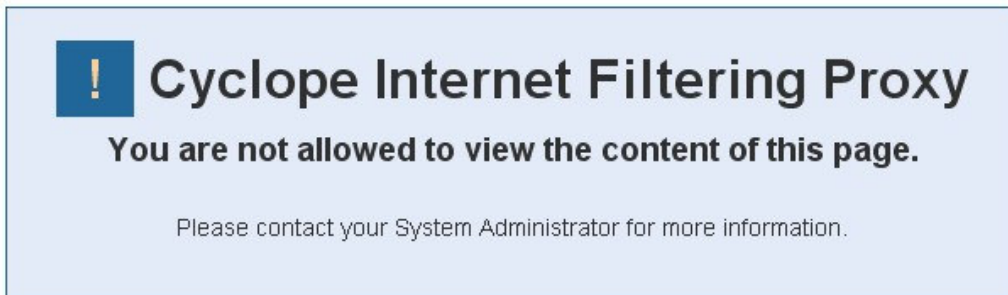 ! Cyclope Internet Filtering Proxy
You are not allowed to view the content of this page.
Please contact your System Administrator for more information.